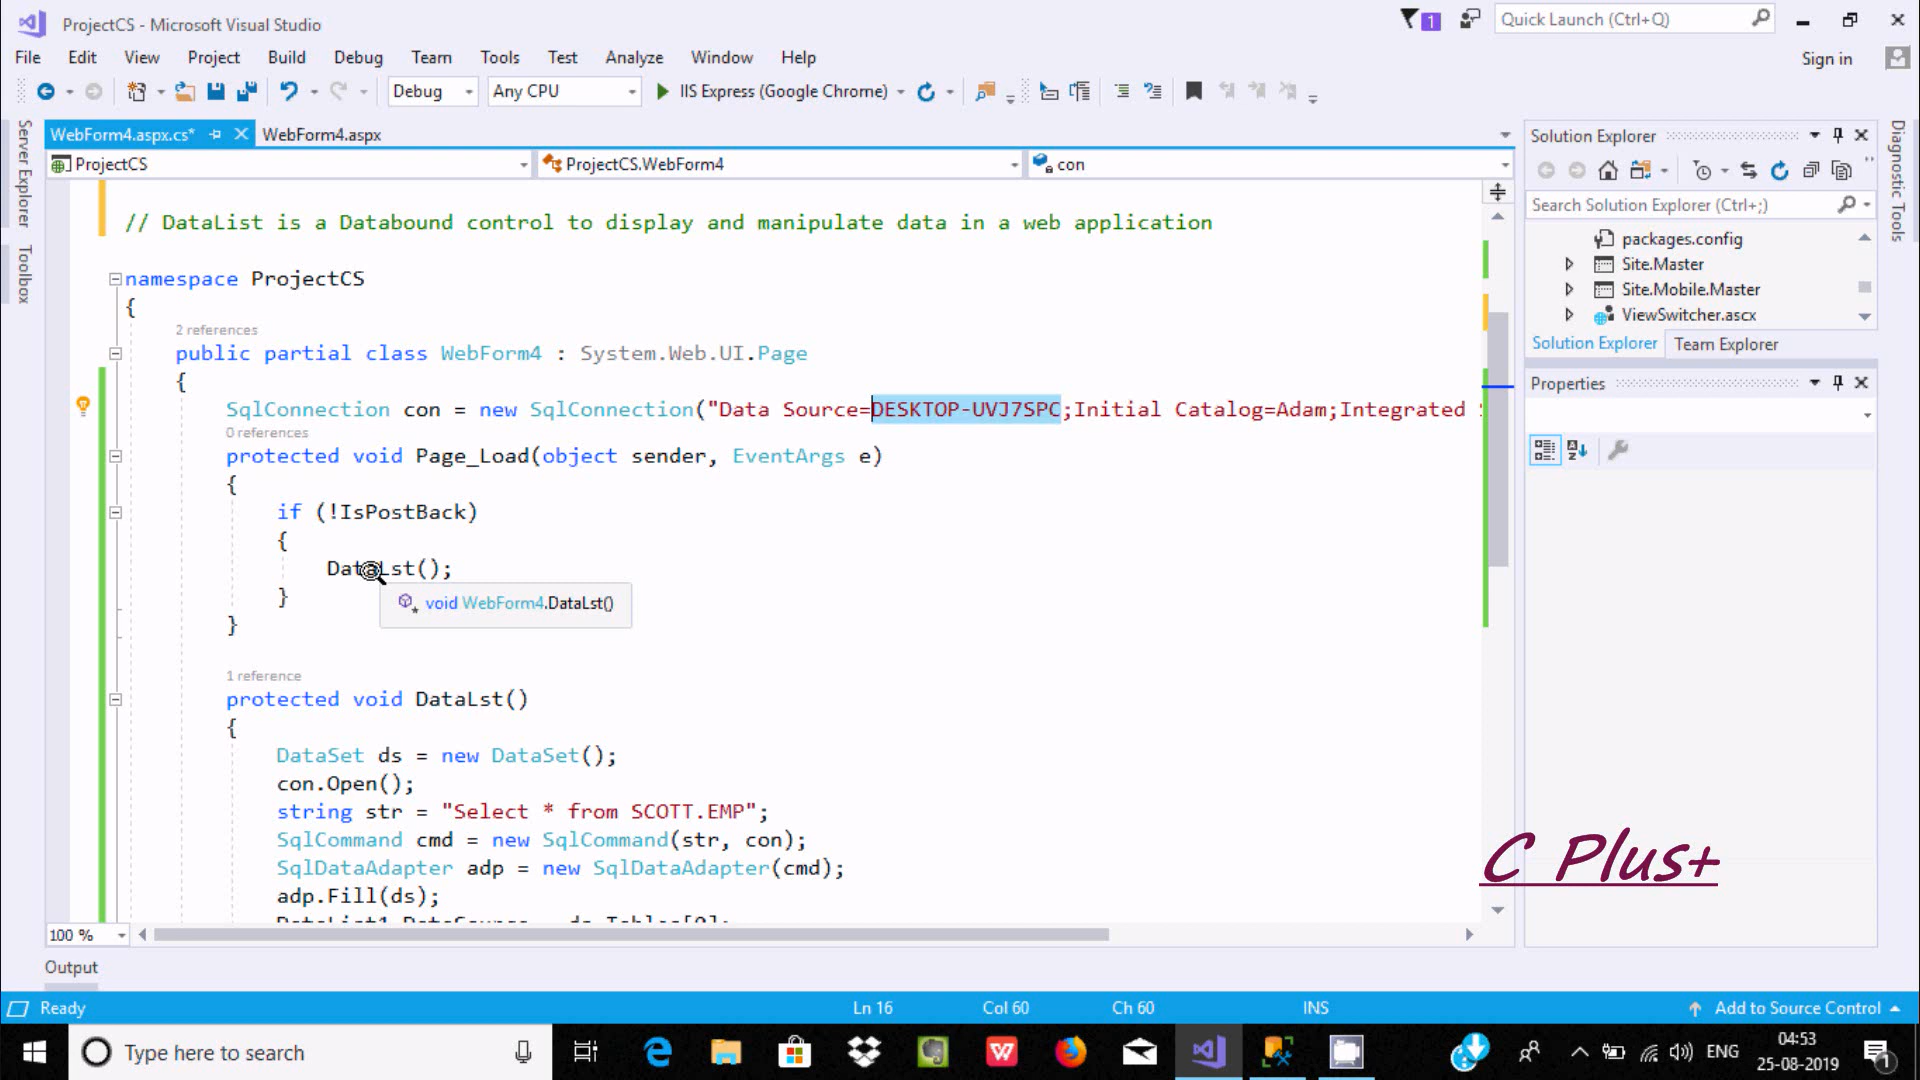 ProjectCS - Microsoft Visual Studio
1
Quick Launch (Ctrl+Q)
File Edit View Project Build Debug Team Tools Test Analyze Window Help
Sign in
Debug Any CPU IIS Express (Google Chrome)
WebForm4.aspx.cs* WebForm4.aspx
ProjectCS ProjectCS.WebForm4 con
Server Explorer
Toolbox
// DataList is a Databound control to display and manipulate data in a web application
namespace ProjectCS
{
2 references
public partial class WebForm4 : System.Web.UI.Page
{
SqlConnection con = new SqlConnection("Data Source=DESKTOP-UVJ7SPC;Initial Catalog=Adam;Integrated
0 references
protected void Page_Load(object sender, EventArgs e)
{
if (!IsPostBack)
{
DataLst();
void WebForm4.DataLst()
}
}
1 reference
protected void DataLst()
{
DataSet ds = new DataSet();
con.Open();
string str = "Select * from SCOTT.EMP";
SqlCommand cmd = new SqlCommand(str, con);
SqlDataAdapter adp = new SqlDataAdapter(cmd);
adp.Fill(ds);
100 %
Solution Explorer
Search Solution Explorer (Ctrl+;)
packages.config
Site.Master
Site.Mobile.Master
ViewSwitcher.ascx
Solution Explorer Team Explorer
Properties
Diagnostic Tools
C Plus+
Output
Ready Ln 16 Col 60 Ch 60 INS Add to Source Control
Type here to search
ENG
04:53
25-08-2019
1